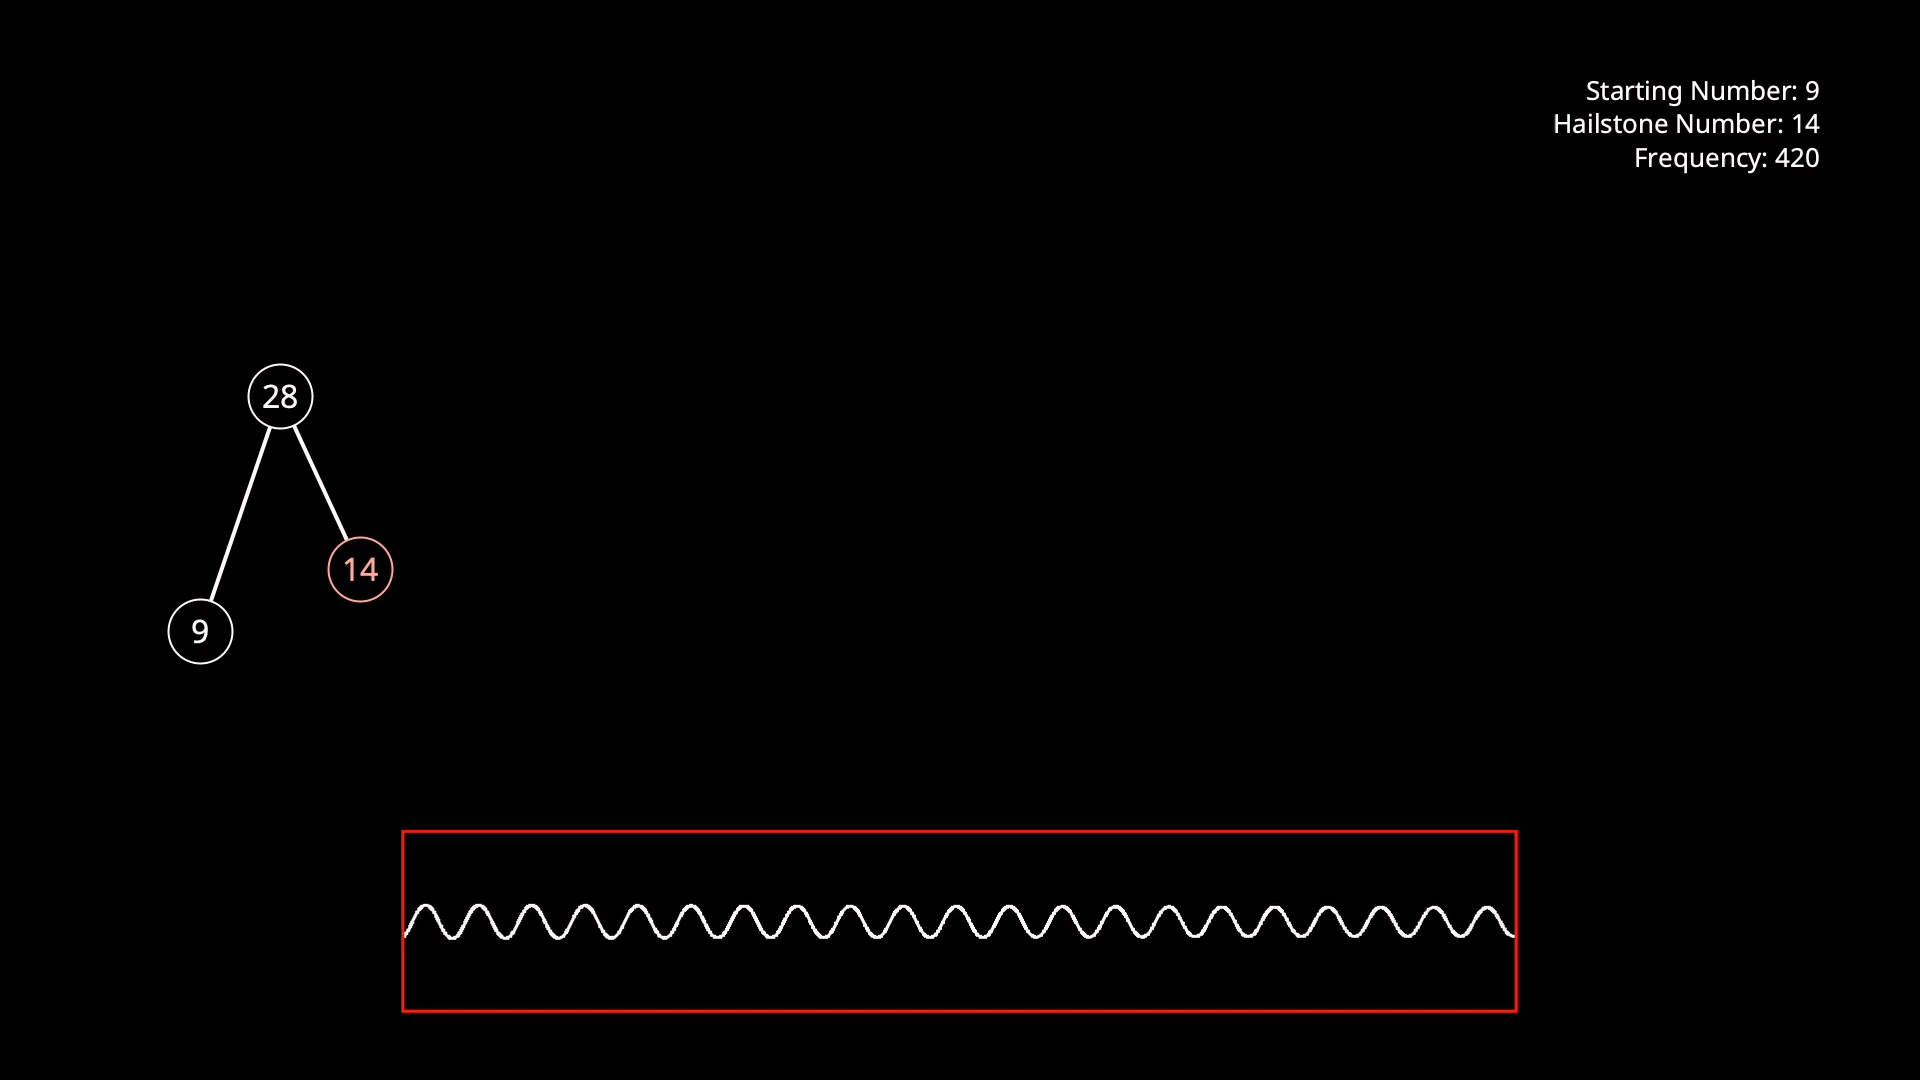 Starting Number: 9
Hailstone Number: 14
Frequency: 420
28
14
9